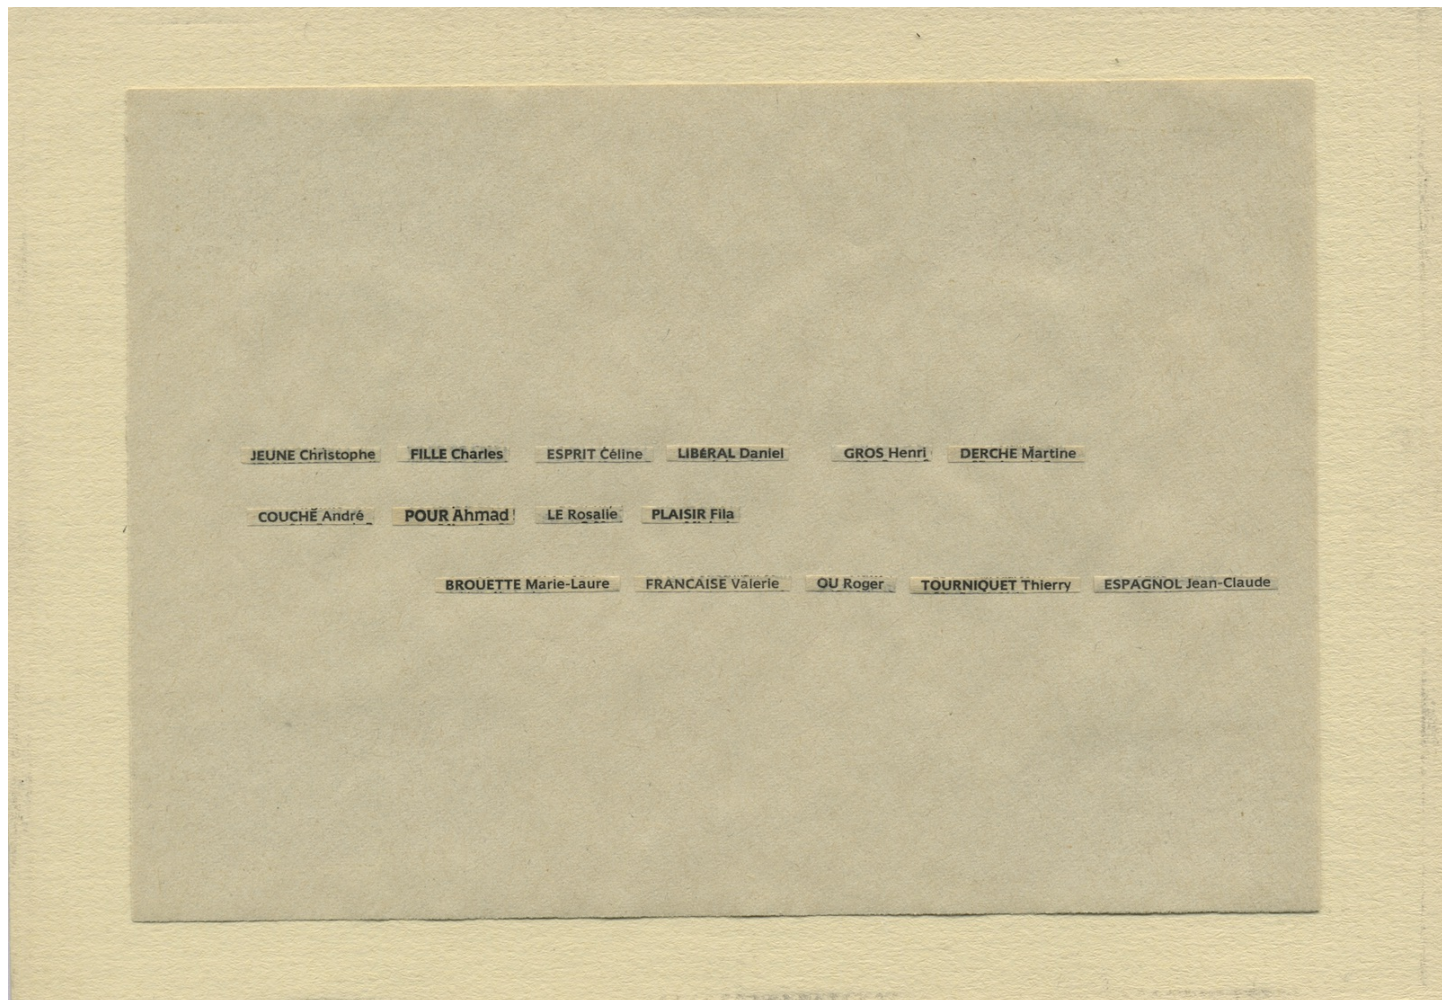 JEUNE Christophe FILLE Charles ESPRIT Céline LIBÉRAL Daniel GROS Henri DERCHE Martine
COUCHÉ André POUR Ahmad LE Rosalie PLAISIR Fila
BROUETTE Marie-Laure FRANCAISE Valerie OU Roger TOURNIQUET Thierry ESPAGNOL Jean-Claude